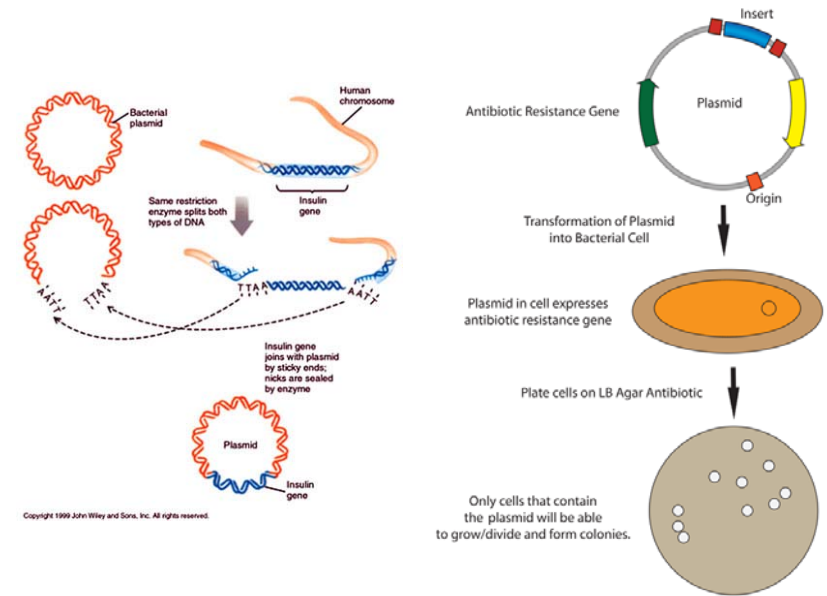 Bacterial
plasmid
Human
chromosome
Same restriction
enzyme splits both
types of DNA
Insulin
gene
TTAA
AATT
AATT
TTAA
Insulin gene
joins with plasmid
by sticky ends;
nicks are sealed
by enzyme
Plasmid
Insulin
gene
Copyright 1999 John Wiley and Sons, Inc. All rights reserved.
Insert
Antibiotic Resistance Gene
Plasmid
Origin
Transformation of Plasmid
into Bacterial Cell
Plasmid in cell expresses
antibiotic resistance gene
Plate cells on LB Agar Antibiotic
Only cells that contain
the plasmid will be able
to grow/divide and form colonies.